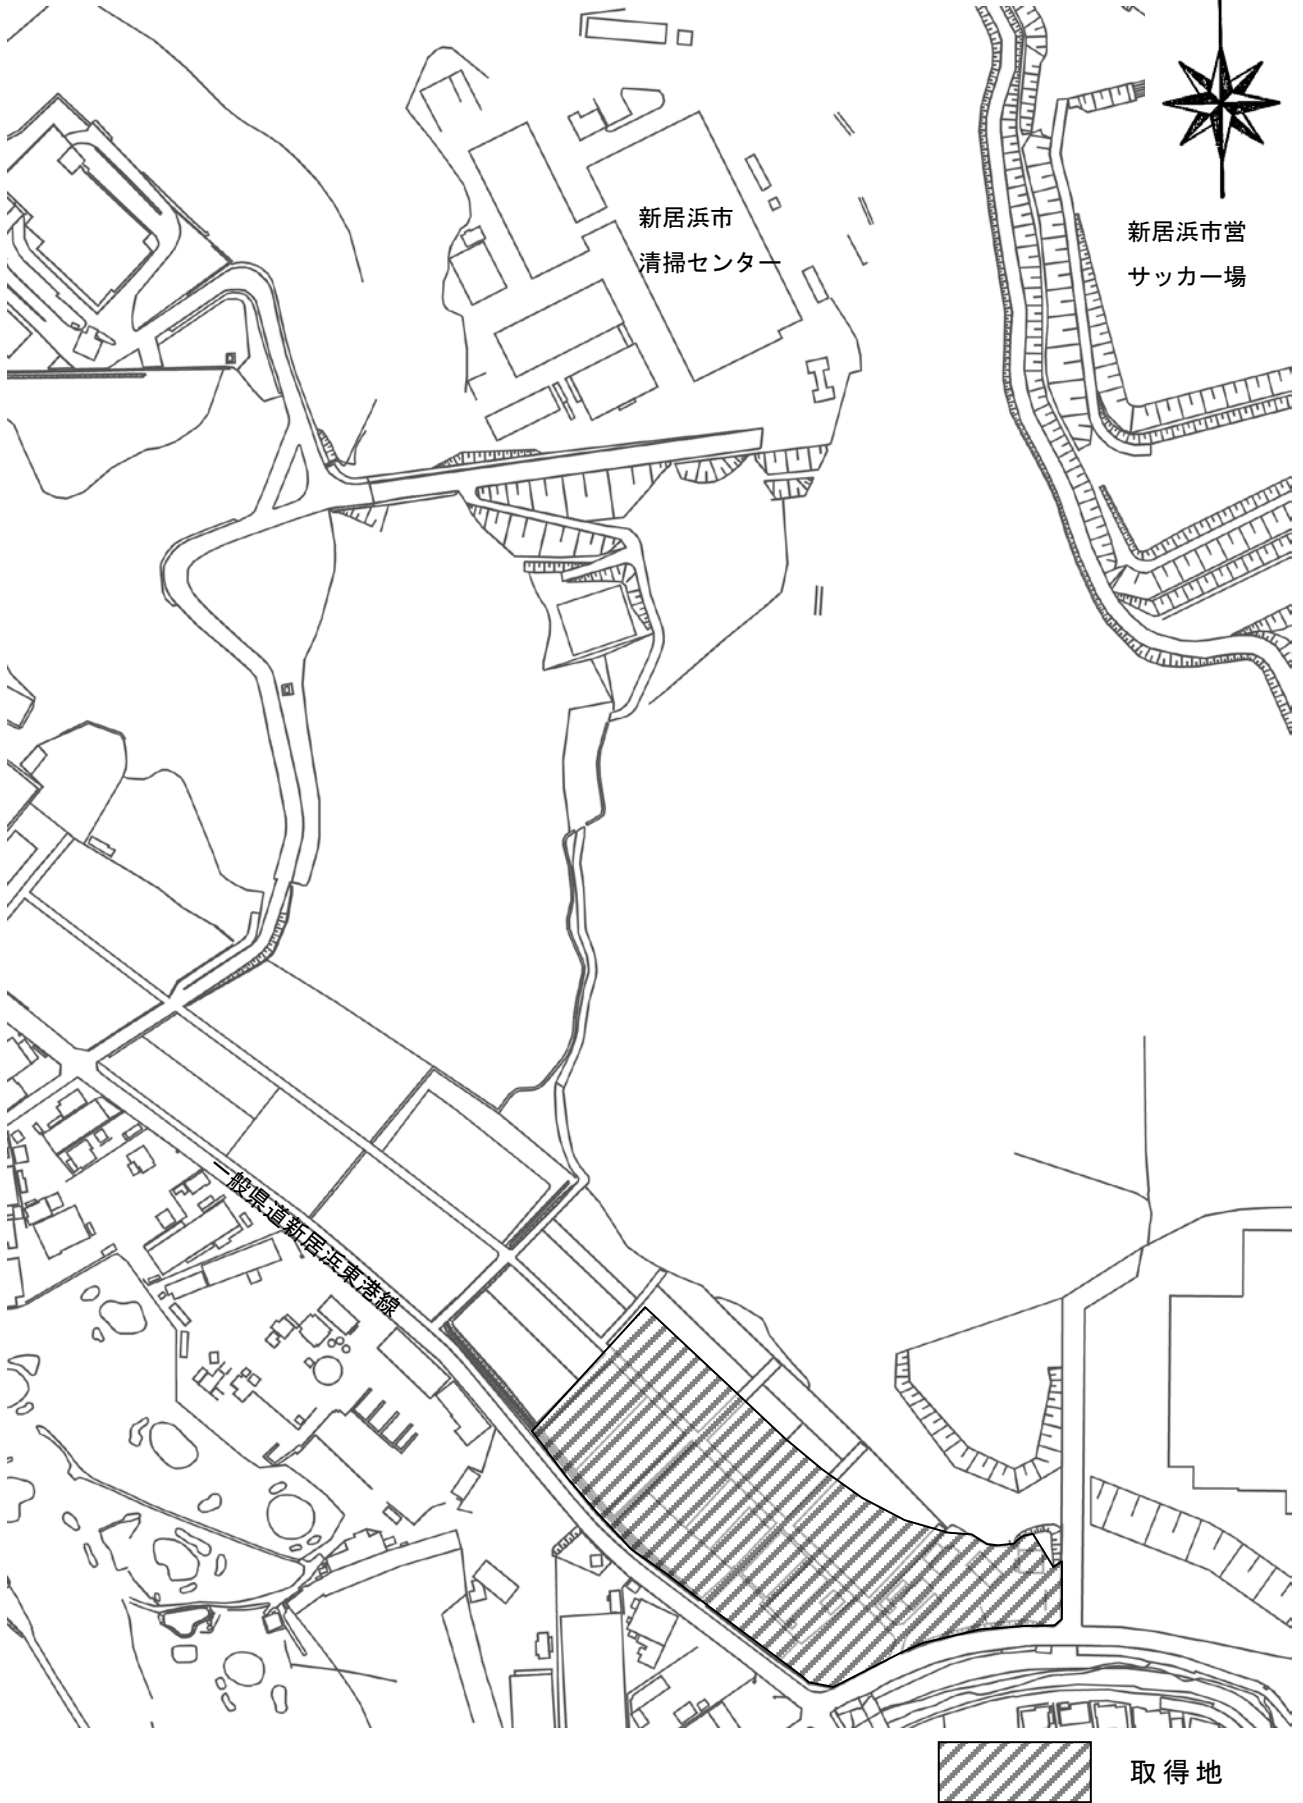 新居浜市
清掃センター
新居浜市営
サッカー場
一般県道新居浜東港線
取得地